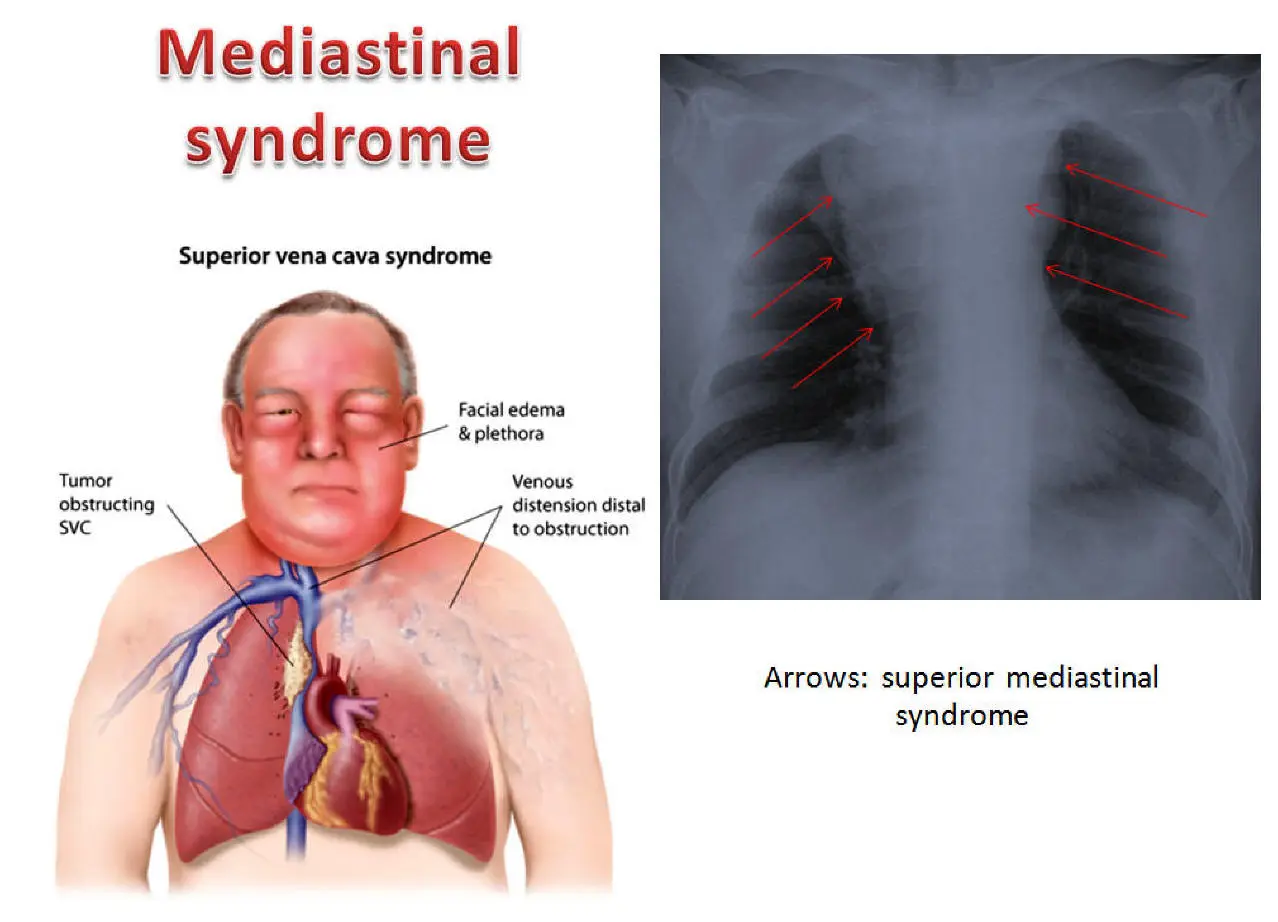 Mediastinal
syndrome
Superior vena cava syndrome
Facial edema
& plethora
Tumor
obstructing
SVC
Venous
distension distal
to obstruction
Arrows: superior mediastinal
syndrome